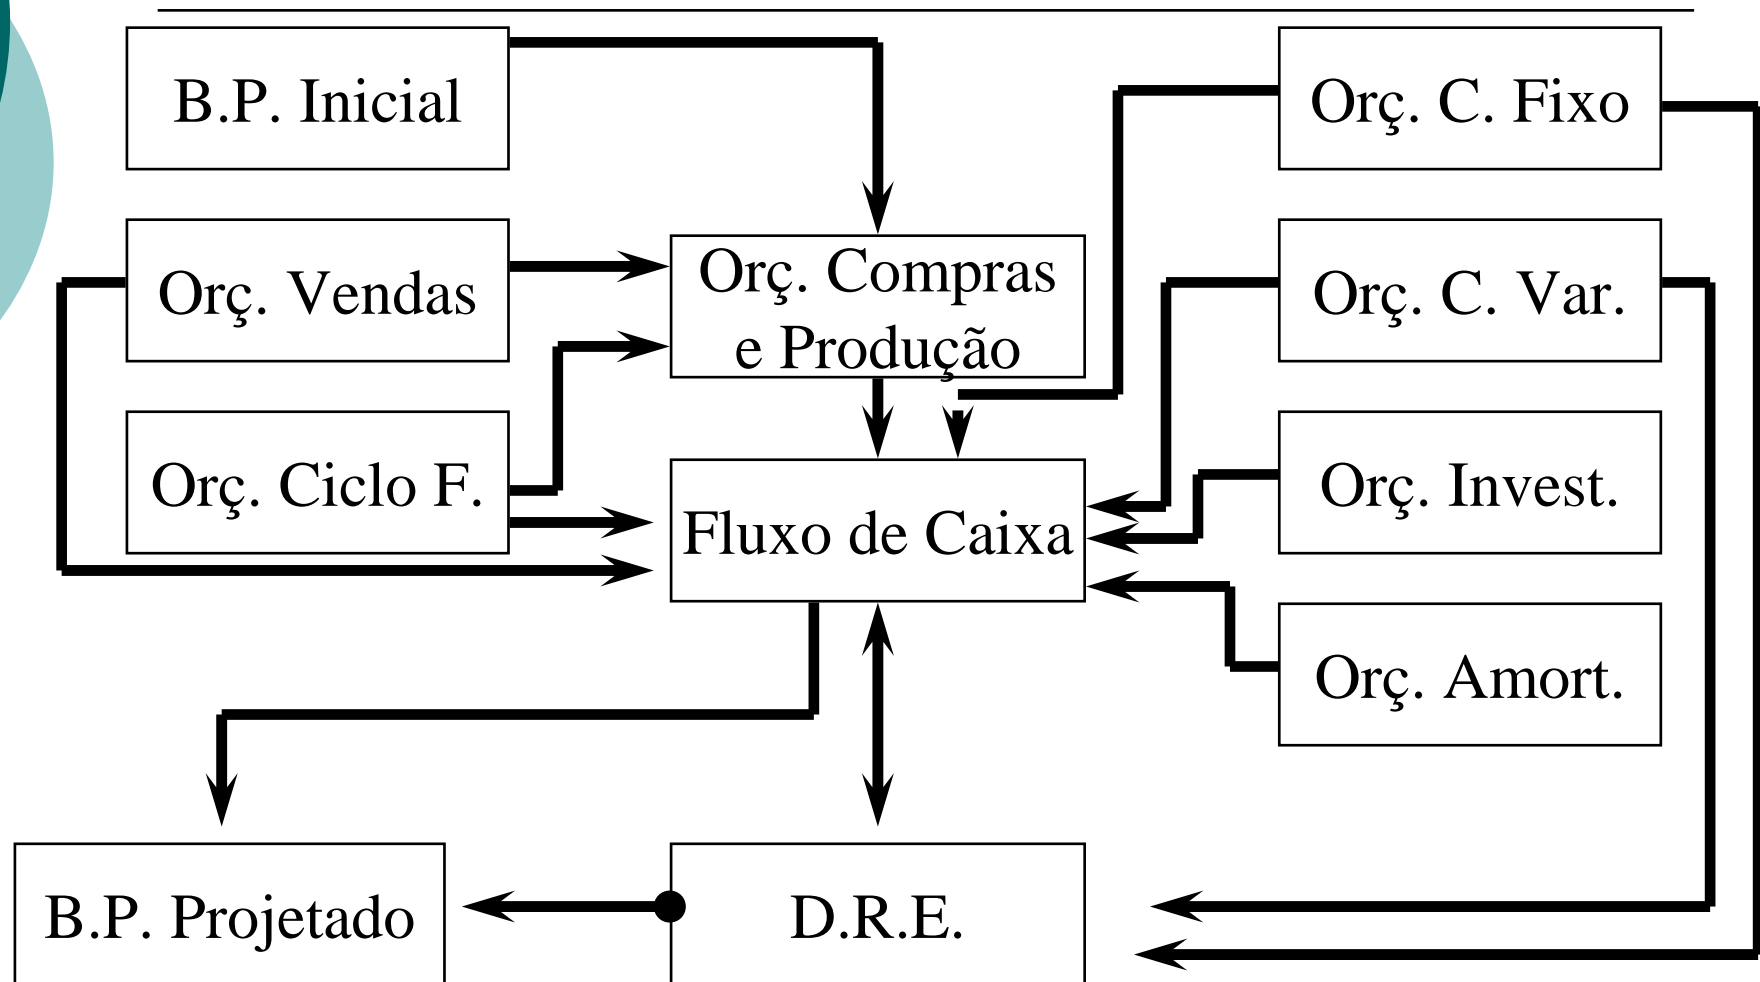 B.P. Inicial
Orç. C. Fixo
Orç. Vendas
Orç. Compras
e Produção
Orç. C. Var.
Orç. Ciclo F.
Fluxo de Caixa
Orç. Invest.
Orç. Amort.
B.P. Projetado
D.R.E.